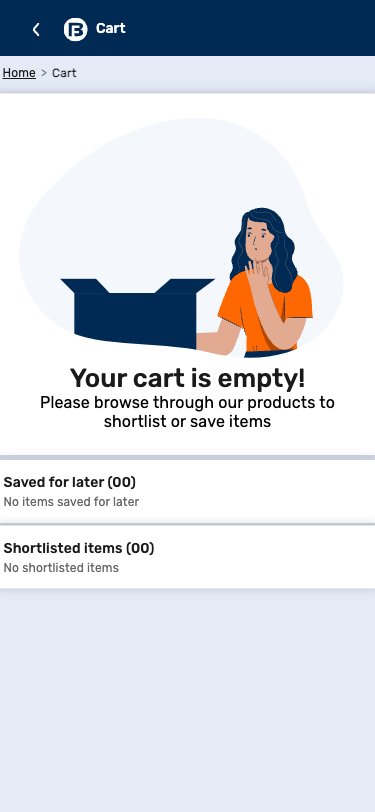 Cart
Home > Cart
Your cart is empty!
Please browse through our products to
shortlist or save items
Saved for later (00)
No items saved for later
Shortlisted items (00)
No shortlisted items